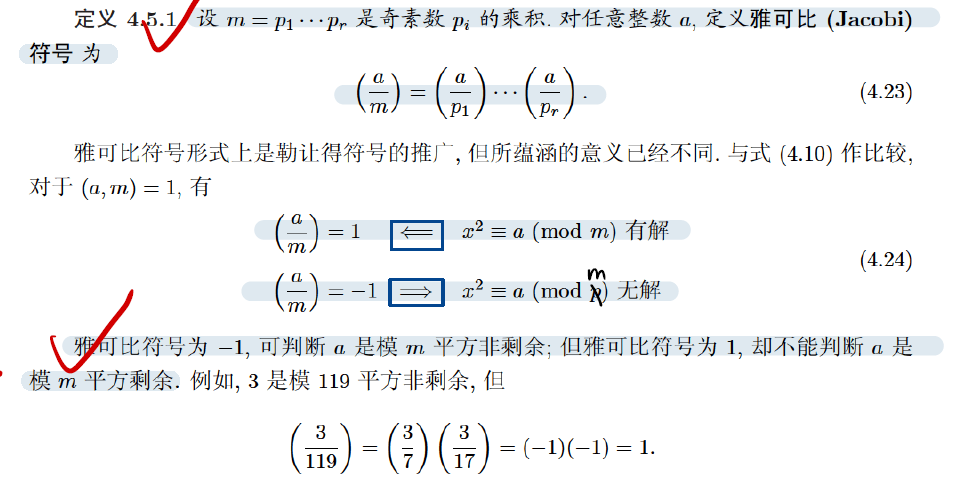 定义 4.5.1 设 m = p₁ ⋯ pᵣ 是奇素数 pᵢ 的乘积. 对任意整数 a, 定义雅可比 (Jacobi)
符号 为
(a/m) = (a/p₁) ⋯ (a/pᵣ). (4.23)
雅可比符号形式上是勒让得符号的推广, 但所蕴涵的意义已经不同. 与式 (4.10) 作比较,
对于 (a, m) = 1, 有
(a/m) = 1 ⟸ x² ≡ a (mod m) 有解
(4.24)
m
(a/m) = −1 ⟹ x² ≡ a (mod p) 无解
雅可比符号为 −1, 可判断 a 是模 m 平方非剩余; 但雅可比符号为 1, 却不能判断 a 是
模 m 平方剩余. 例如, 3 是模 119 平方非剩余, 但
(3/119) = (3/7)(3/17) = (−1)(−1) = 1.